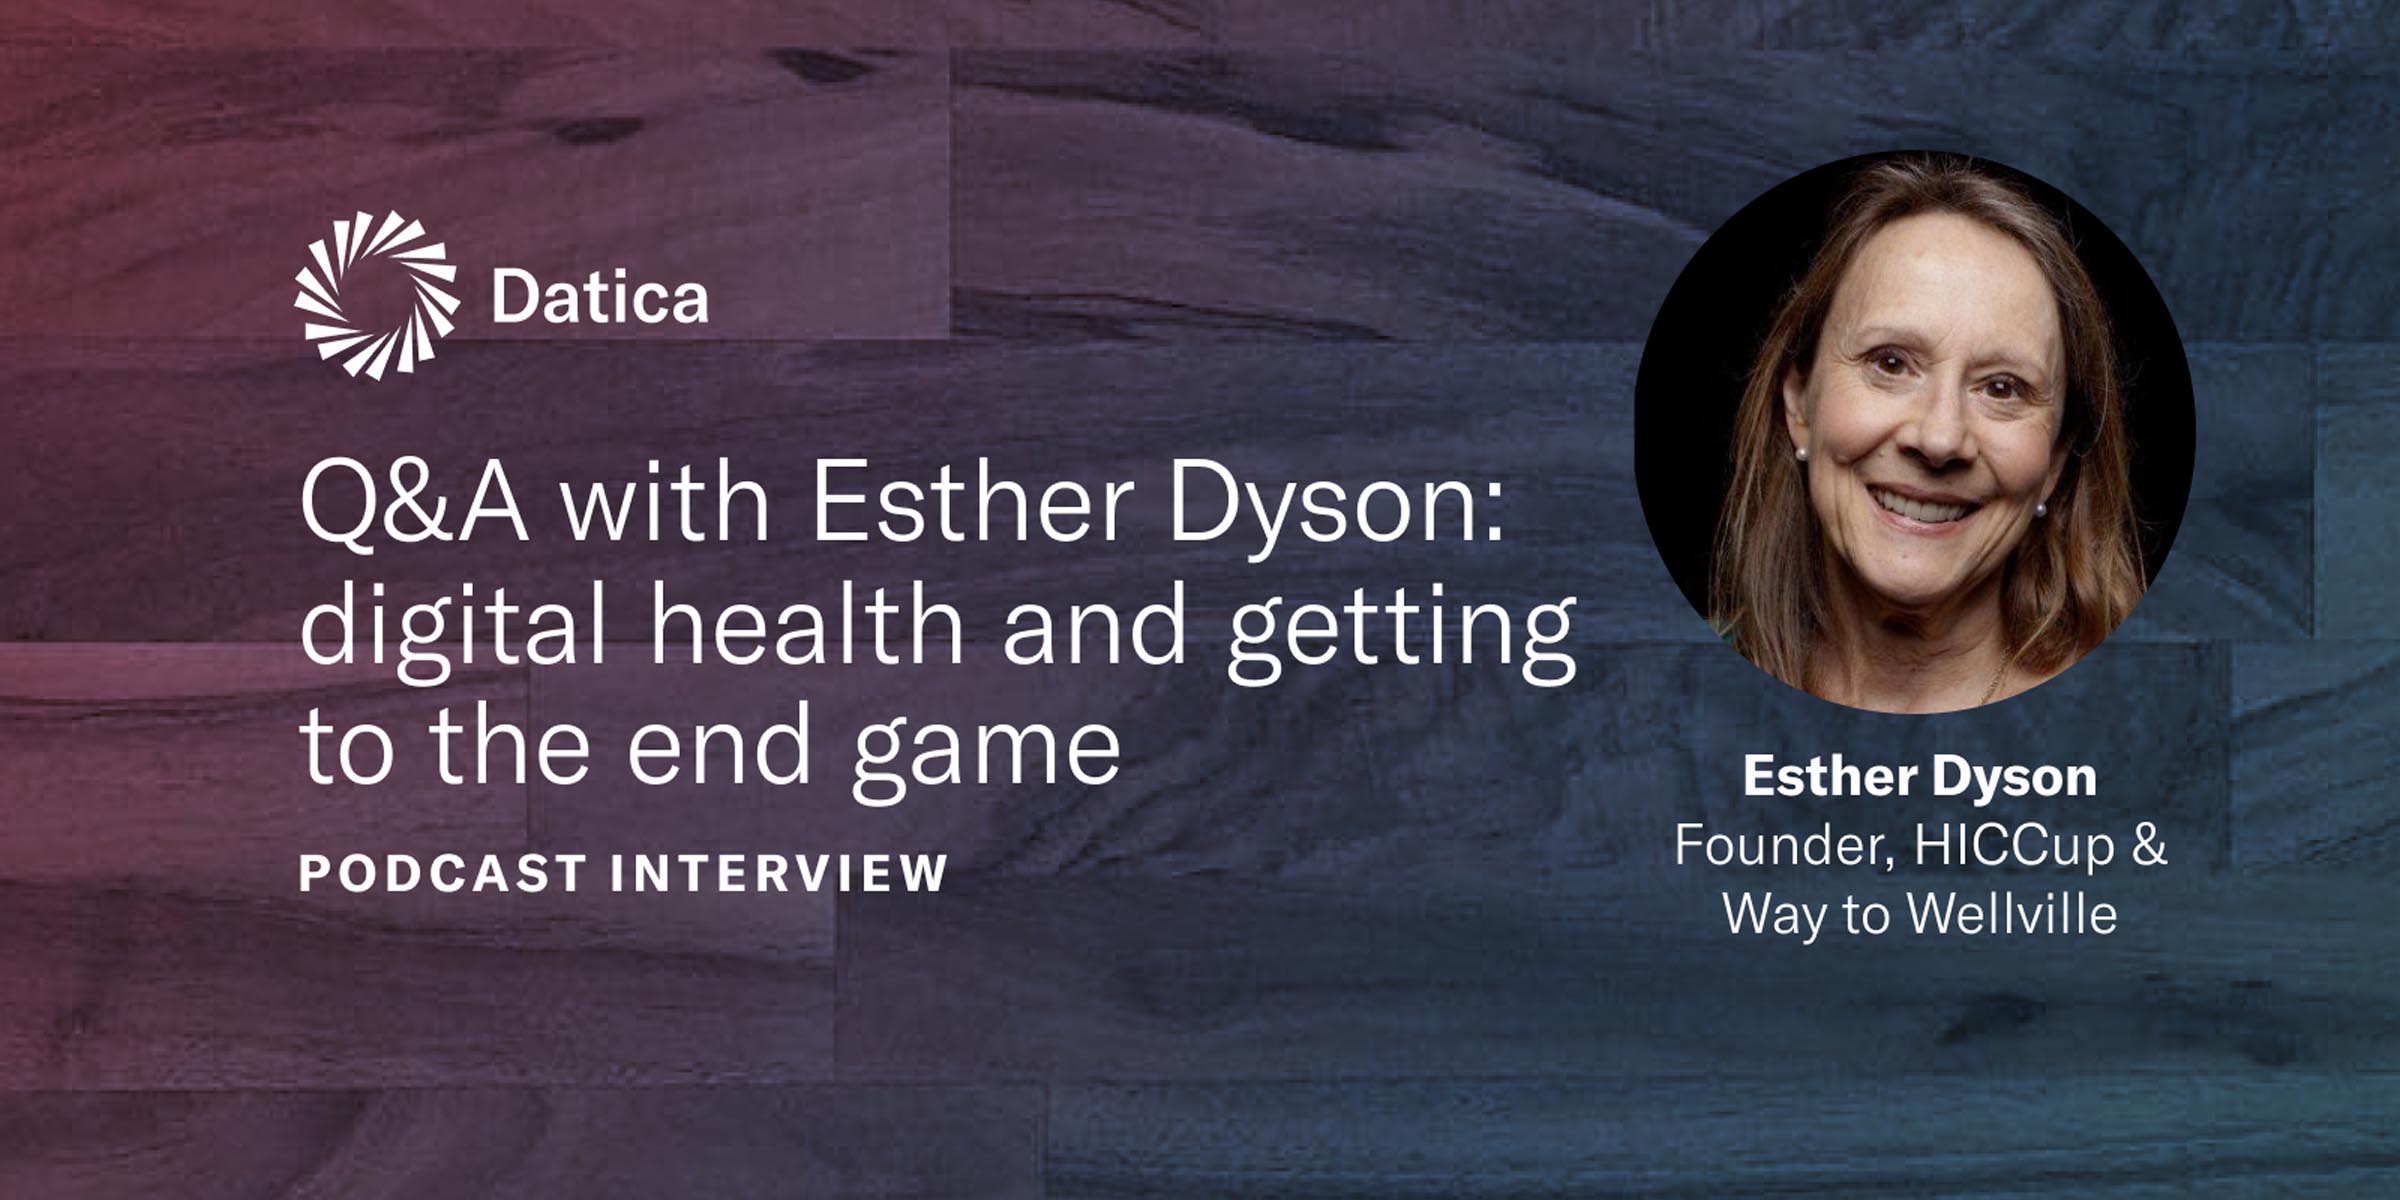 Datica
Q&A with Esther Dyson:
digital health and getting
to the end game
PODCAST INTERVIEW
Esther Dyson
Founder, HICCup &
Way to Wellville